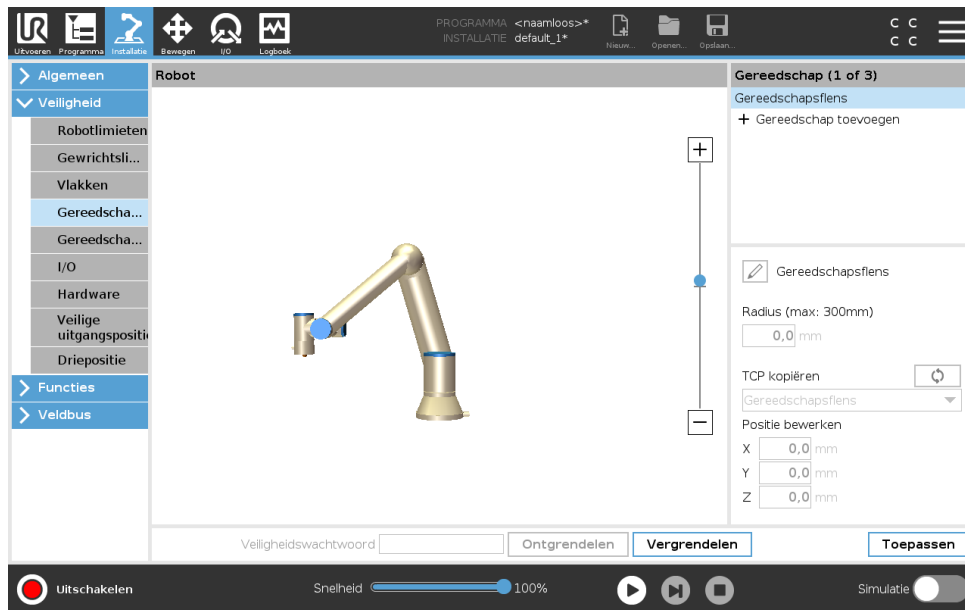 PROGRAMMA <naamloos>*
INSTALLATIE default_1*
Nieuw... Openen... Opslaan...
C C
C C
Uitvoeren Programma Installatie Bewegen I/O Logboek
Algemeen
Veiligheid
Robotlimieten
Gewrichtsli...
Vlakken
Gereedscha...
Gereedscha...
I/O
Hardware
Veilige
uitgangspositi
Driepositie
Functies
Veldbus
Robot
Gereedschap (1 of 3)
Gereedschapsflens
+ Gereedschap toevoegen
Gereedschapsflens
Radius (max: 300mm)
0,0 mm
TCP kopiëren
Gereedschapsflens
Positie bewerken
X 0,0 mm
Y 0,0 mm
Z 0,0 mm
Veiligheidswachtwoord Ontgrendelen Vergrendelen Toepassen
Uitschakelen Snelheid 100% Simulatie